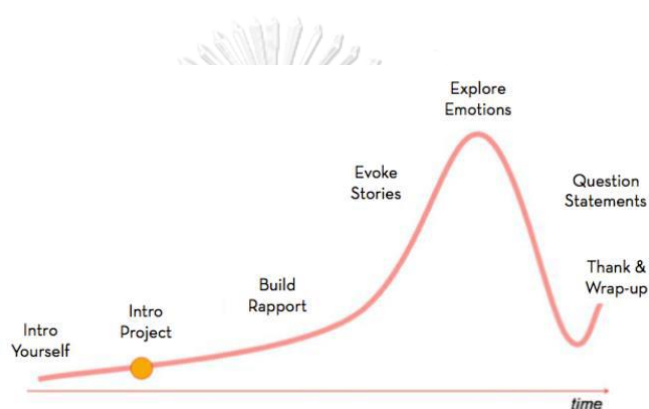 Explore
Emotions
Evoke
Stories
Question
Statements
Thank &
Wrap-up
Build
Rapport
Intro
Project
Intro
Yourself
time